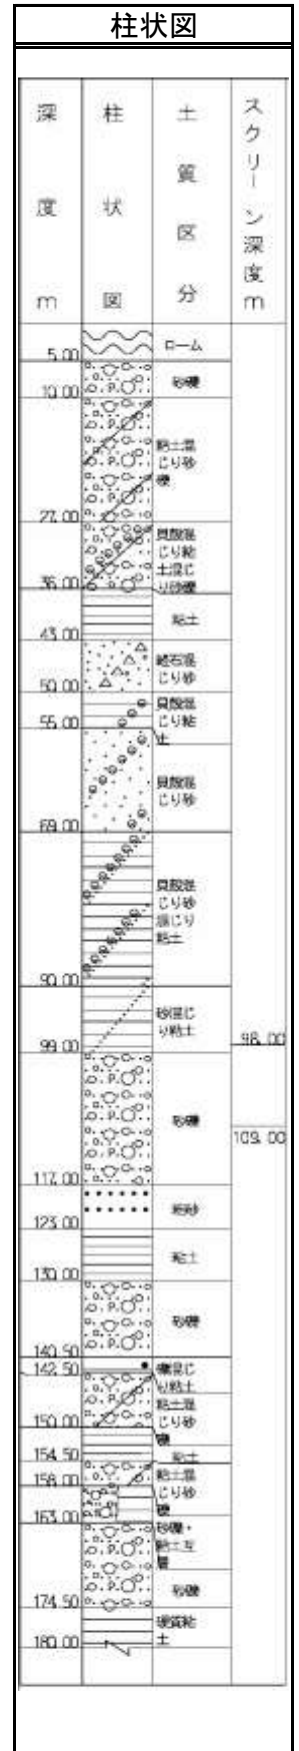 柱状図
深度m
柱状図
土質区分
スクリーン深度m
5.00
ローム
10.00
砂礫
27.00
粘土混
じり砂
礫
36.00
貝殻混
じり粘
土混じ
り砂礫
43.00
粘土
50.00
軽石混
じり砂
55.00
貝殻混
じり粘
土
69.00
貝殻混
じり砂
90.00
貝殻混
じり砂
混じり
粘土
99.00
砂混じ
り粘土
98.00
109.00
117.00
砂礫
123.00
細砂
130.00
粘土
140.50
砂礫
142.50
礫混じ
り粘土
150.00
粘土混
じり砂
礫
154.50
粘土
158.00
粘土混
じり砂
礫
163.00
砂礫・
粘土互
層
174.50
砂礫
180.00
硬質粘
土